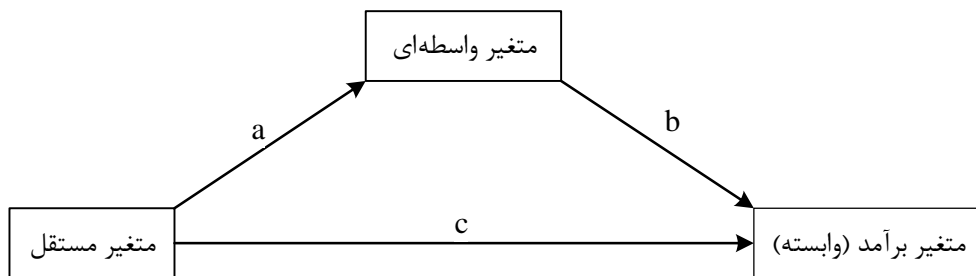 متغیر واسطه‌ای
a
b
متغیر مستقل
c
متغیر برآمد (وابسته)